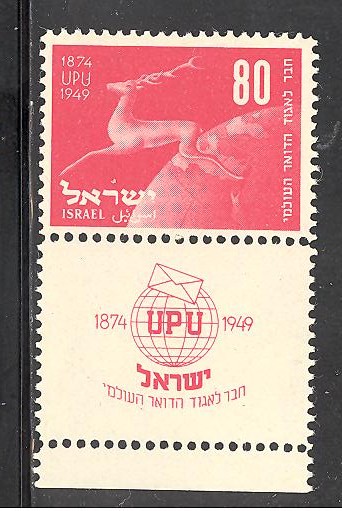 1874
UPU
1949
80
חבר לאגוד הדואר העולמי
ישראל
ISRAEL اسرائيل
1874 UPU 1949
ישראל
חבר לאגוד הדואר העולמי